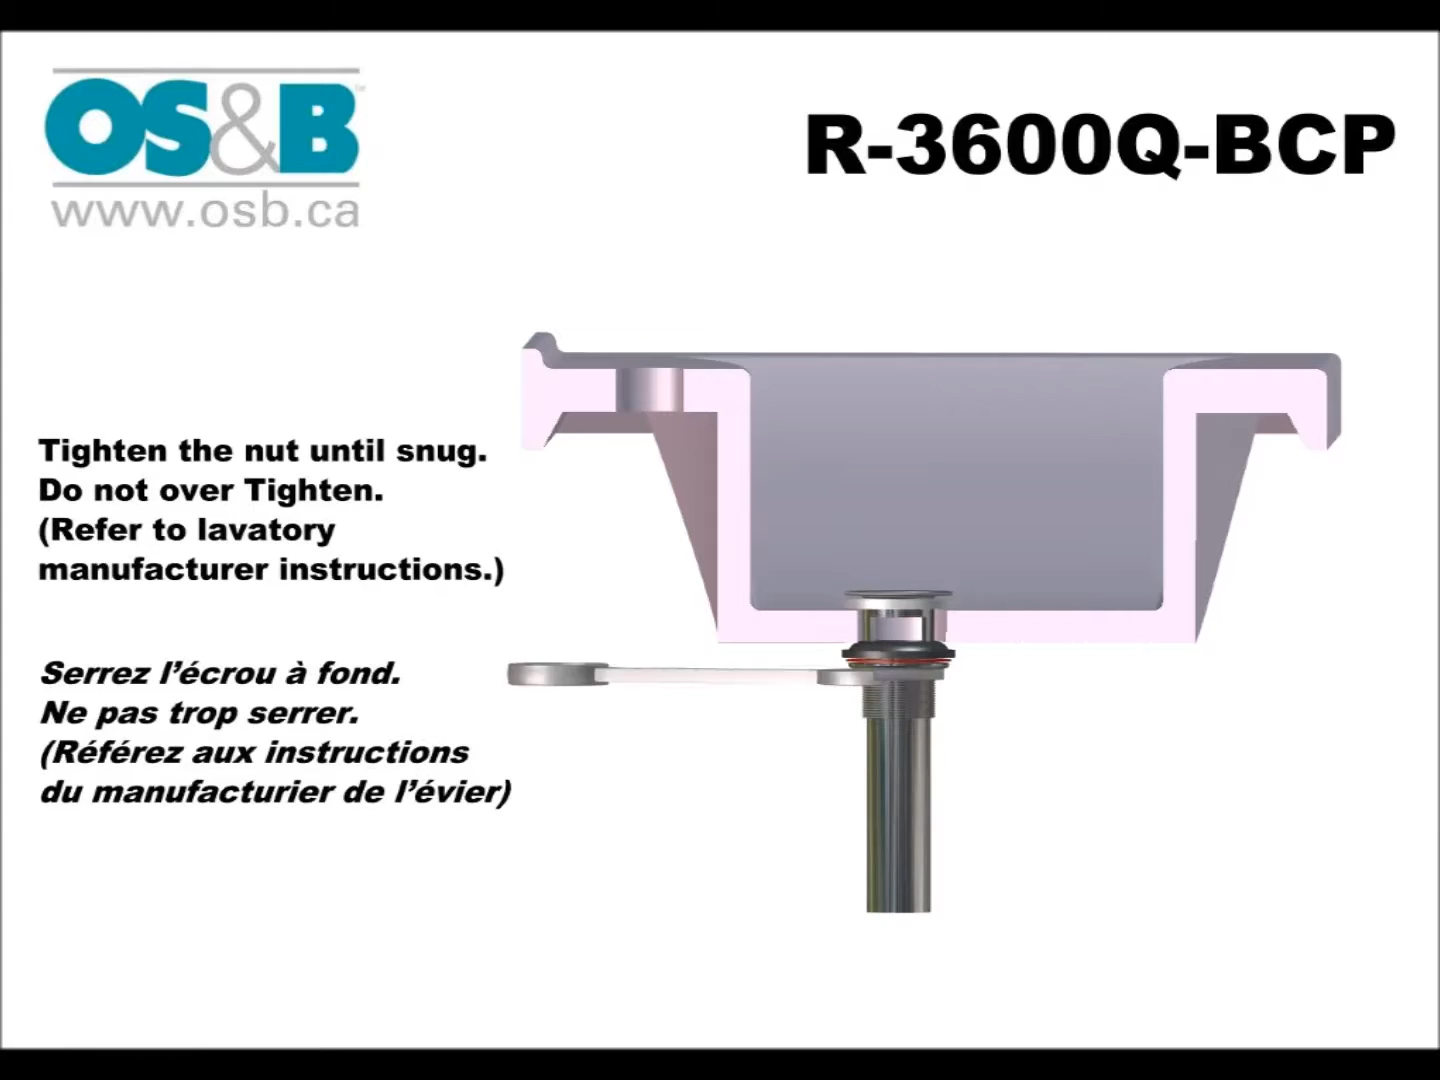 OS&B
www.osb.ca
R-3600Q-BCP
Tighten the nut until snug.
Do not over Tighten.
(Refer to lavatory
manufacturer instructions.)
Serrez l’écrou à fond.
Ne pas trop serrer.
(Référez aux instructions
du manufacturier de l’évier)